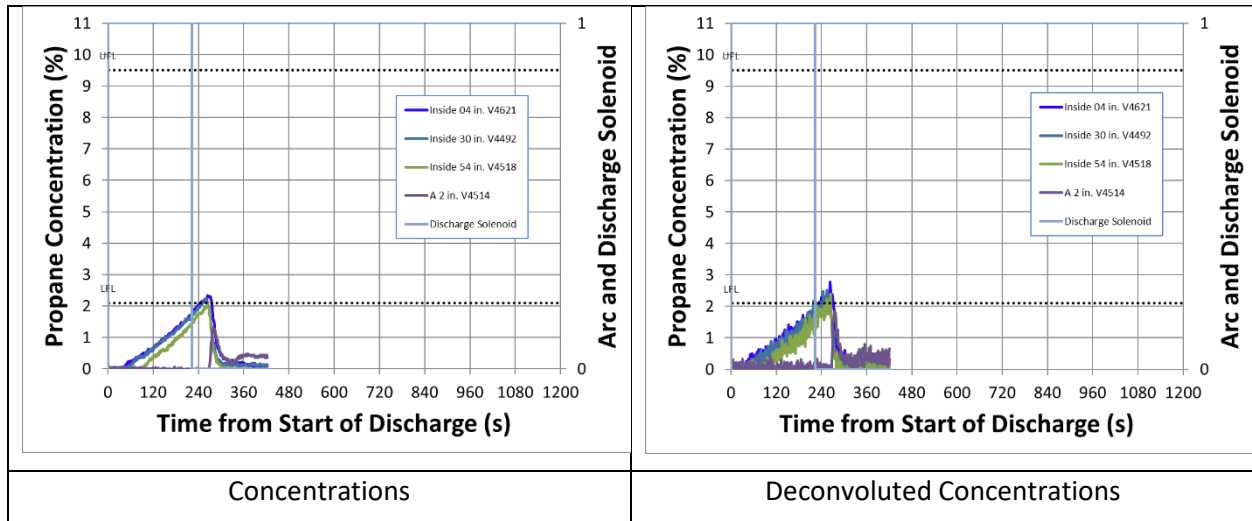 Propane Concentration (%)
11
10
9
8
7
6
5
4
3
2
1
0
UFL
LFL
Inside 04 in. V4621
Inside 30 in. V4492
Inside 54 in. V4518
A 2 in. V4514
Discharge Solenoid
1
0
Arc and Discharge Solenoid
0 120 240 360 480 600 720 840 960 1080 1200
Time from Start of Discharge (s)
Concentrations
Propane Concentration (%)
11
10
9
8
7
6
5
4
3
2
1
0
UFL
LFL
Inside 04 in. V4621
Inside 30 in. V4492
Inside 54 in. V4518
A 2 in. V4514
Discharge Solenoid
1
0
Arc and Discharge Solenoid
0 120 240 360 480 600 720 840 960 1080 1200
Time from Start of Discharge (s)
Deconvoluted Concentrations